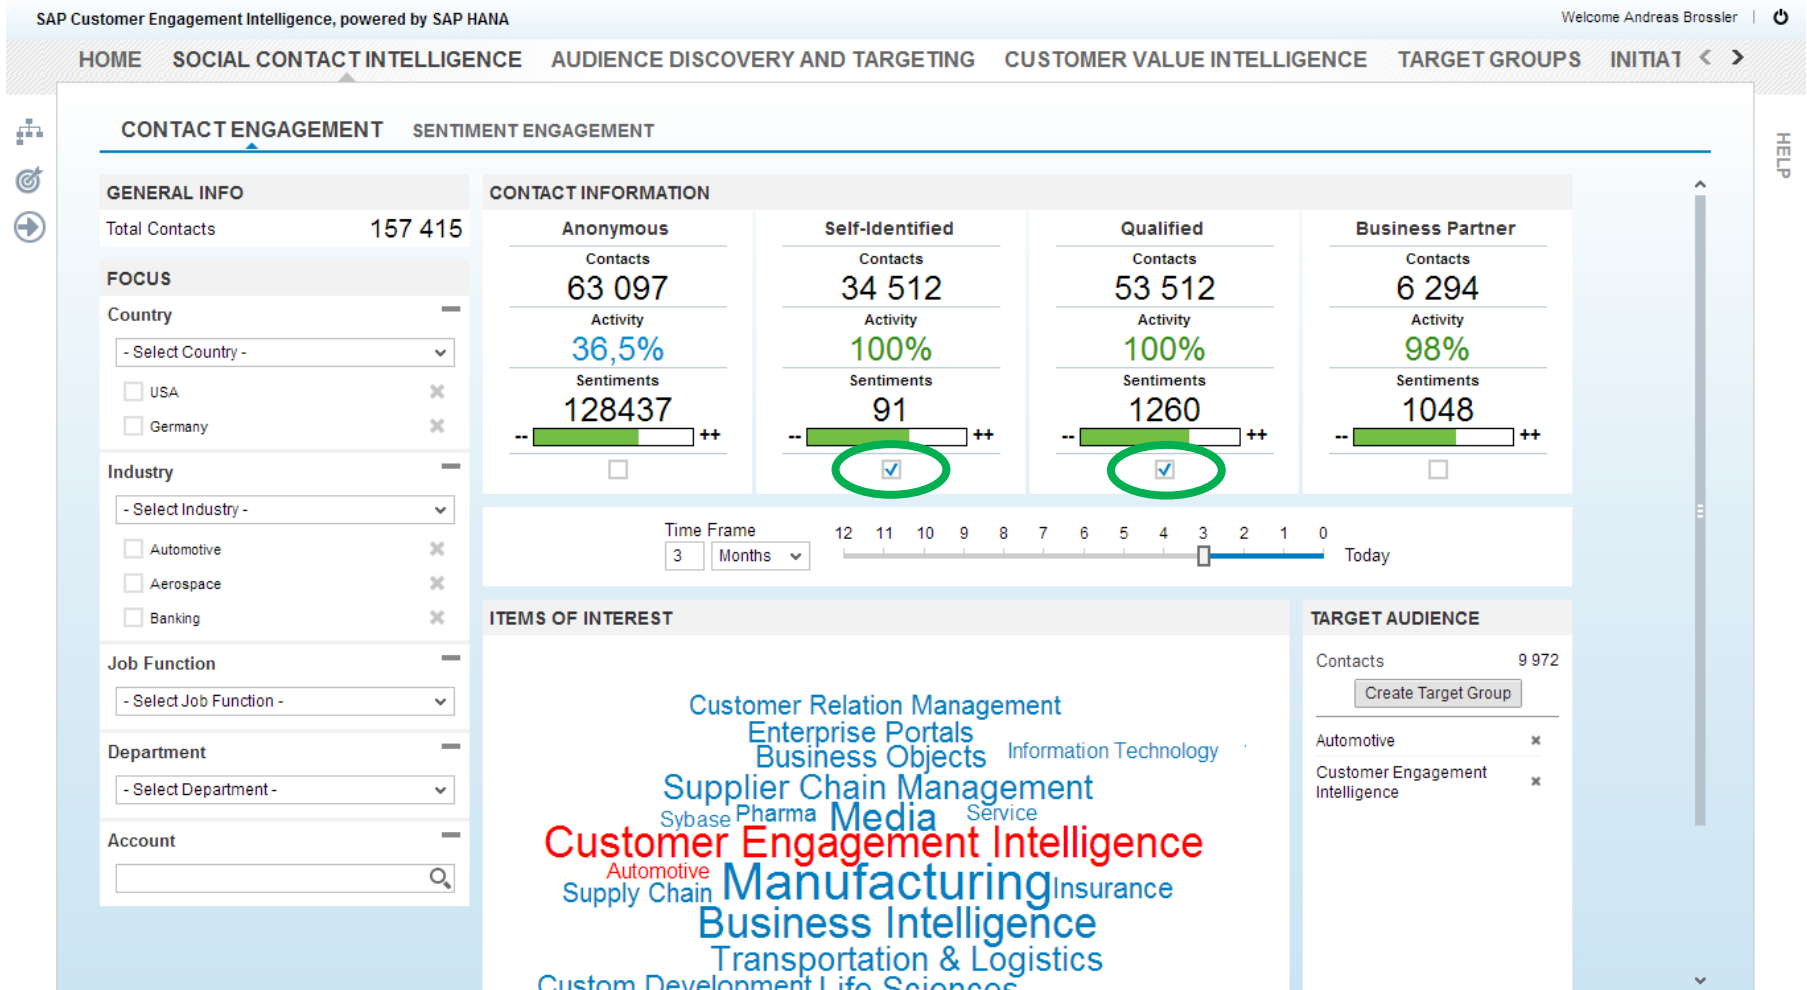 SAP Customer Engagement Intelligence, powered by SAP HANA
Welcome Andreas Brossler
HOME SOCIAL CONTACT INTELLIGENCE AUDIENCE DISCOVERY AND TARGETING CUSTOMER VALUE INTELLIGENCE TARGET GROUPS INITIAT
HELP
CONTACT ENGAGEMENT SENTIMENT ENGAGEMENT
GENERAL INFO
Total Contacts 157 415
FOCUS
Country
- Select Country -
USA
Germany
Industry
- Select Industry -
Automotive
Aerospace
Banking
Job Function
- Select Job Function -
Department
- Select Department -
Account
CONTACT INFORMATION
Anonymous
Contacts
63 097
Activity
36,5%
Sentiments
128437
-- ++
Self-Identified
Contacts
34 512
Activity
100%
Sentiments
91
-- ++
Qualified
Contacts
53 512
Activity
100%
Sentiments
1260
-- ++
Business Partner
Contacts
6 294
Activity
98%
Sentiments
1048
-- ++
Time Frame
3 Months
12 11 10 9 8 7 6 5 4 3 2 1 0
Today
ITEMS OF INTEREST
Customer Relation Management
Enterprise Portals
Business Objects Information Technology
Supplier Chain Management
Sybase Pharma Media Service
Customer Engagement Intelligence
Automotive
Supply Chain Manufacturing Insurance
Business Intelligence
Transportation & Logistics
Custom Development Life Sciences
TARGET AUDIENCE
Contacts 9 972
Create Target Group
Automotive
Customer Engagement
Intelligence